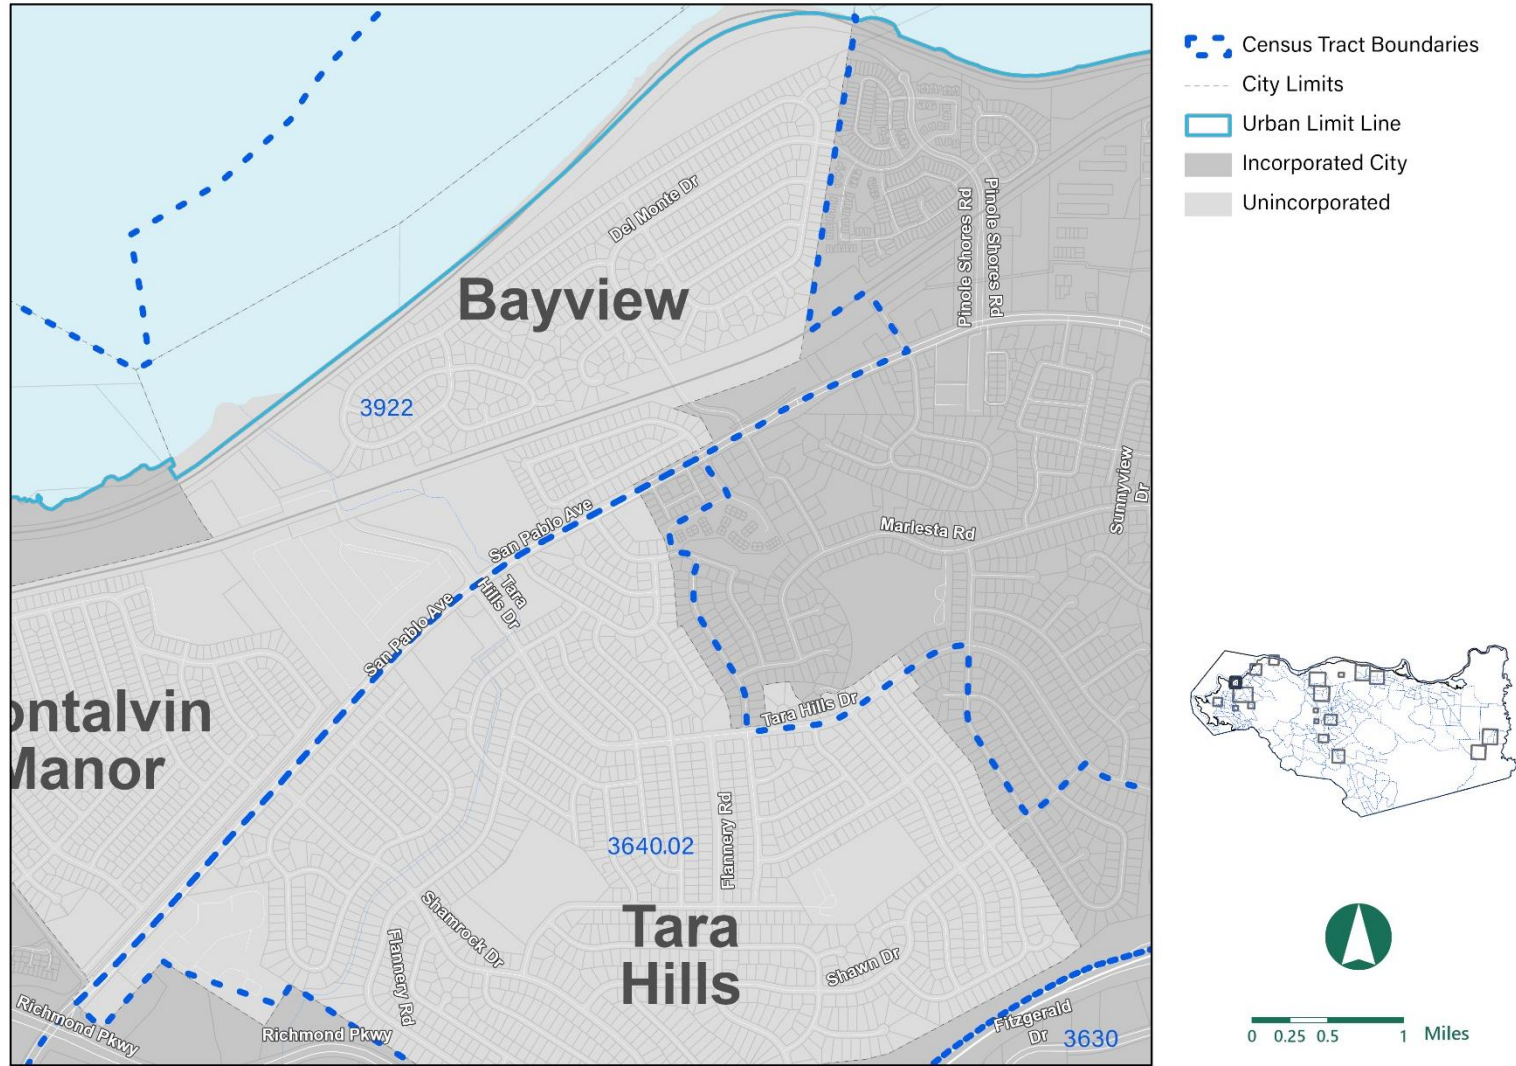 Census Tract Boundaries
City Limits
Urban Limit Line
Incorporated City
Unincorporated
Del Monte Dr
Pinole Shores Rd
Pinole Shores Rd
Bayview
3922
Sunnyview
Dr
San Pablo Ave
Marlesta Rd
Tara
Hills Dr
San Pablo Ave
ontalvin
Manor
Tara Hills Dr
Flannery Rd
3640.02
Shamrock Dr
Tara
Hills
Flannery Rd
Shawn Dr
Richmond Pkwy
Richmond Pkwy
Fitzgerald
Dr
3630
0 0.25 0.5 1 Miles